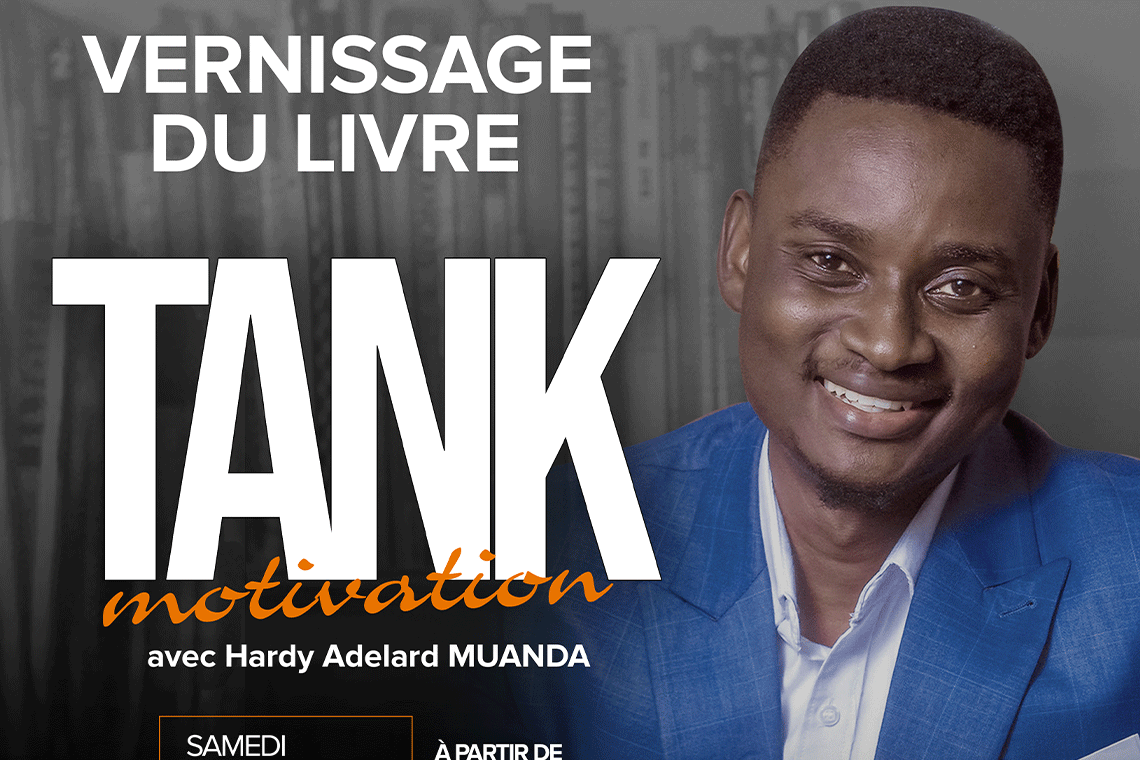 VERNISSAGE
DU LIVRE
TANK
motivation
avec Hardy Adelard MUANDA
SAMEDI
À PARTIR DE